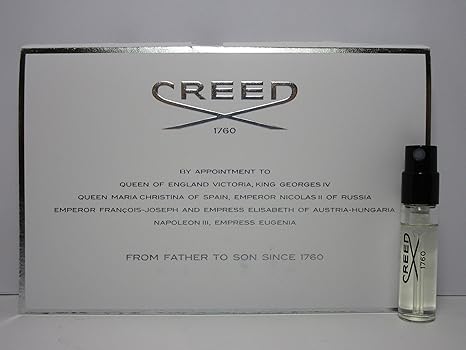 CREED
1760
BY APPOINTMENT TO
QUEEN OF ENGLAND VICTORIA, KING GEORGES IV
QUEEN MARIA CHRISTINA OF SPAIN, EMPEROR NICOLAS II OF RUSSIA
EMPEROR FRANÇOIS-JOSEPH AND EMPRESS ELISABETH OF AUSTRIA-HUNGARIA
NAPOLEON III, EMPRESS EUGENIA
FROM FATHER TO SON SINCE 1760
CREED
1760